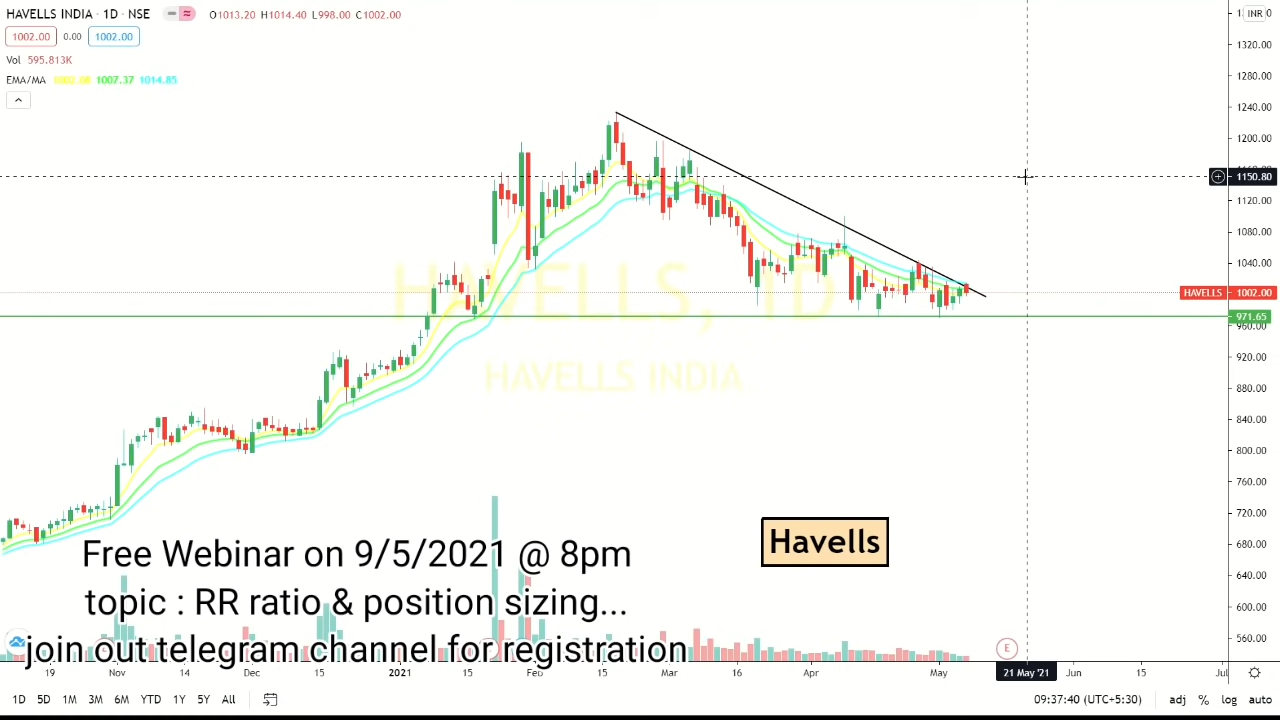 HAVELLS INDIA · 1D · NSE O1013.20 H1014.40 L998.00 C1002.00
1002.00 0.00 1002.00
Vol 595.813K
EMA/MA 1002.08 1007.37 1014.85
INR
1320.00
1280.00
1240.00
1200.00
1150.80
1120.00
1080.00
1040.00
HAVELLS 1002.00
971.65
960.00
920.00
880.00
840.00
800.00
760.00
720.00
680.00
640.00
600.00
560.00
HAVELLS, 1D
HAVELLS INDIA
Havells
Free Webinar on 9/5/2021 @ 8pm
topic : RR ratio & position sizing...
join out telegram channel for registration
E
19 Nov 14 Dec 15 2021 15 Feb 15 Mar 16 Apr May 21 May '21 Jun 15 Jul
1D 5D 1M 3M 6M YTD 1Y 5Y All 09:37:40 (UTC+5:30) adj % log auto